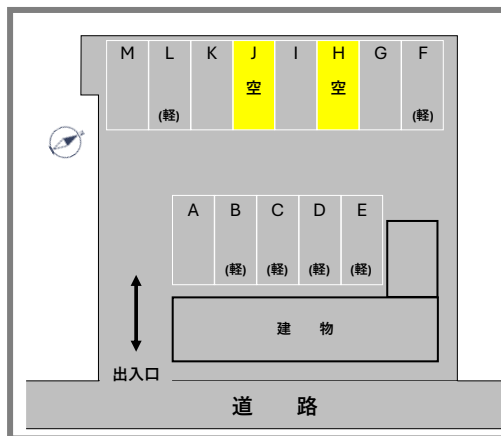 M L K J I H G F
空 空
(軽) (軽)
A B C D E
(軽) (軽) (軽) (軽)
建 物
出入口
道 路